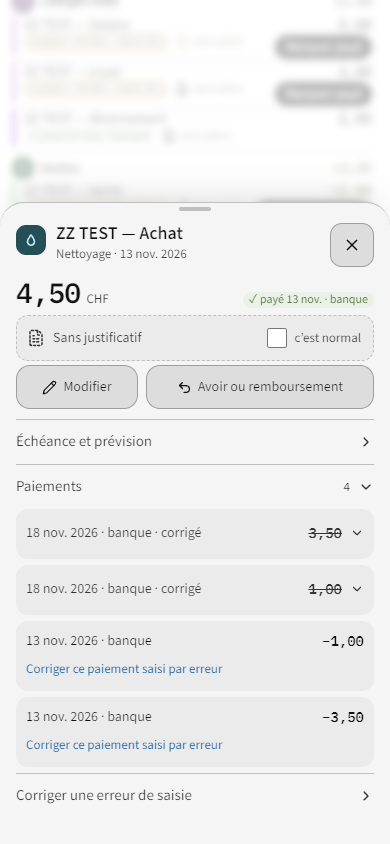 ZZ TEST — Achat
Nettoyage · 13 nov. 2026
4,50 CHF
✓ payé 13 nov. · banque
Sans justificatif
c'est normal
Modifier
Avoir ou remboursement
Échéance et prévision
Paiements
4
18 nov. 2026 · banque · corrigé
3,50
18 nov. 2026 · banque · corrigé
1,00
13 nov. 2026 · banque
−1,00
Corriger ce paiement saisi par erreur
13 nov. 2026 · banque
−3,50
Corriger ce paiement saisi par erreur
Corriger une erreur de saisie